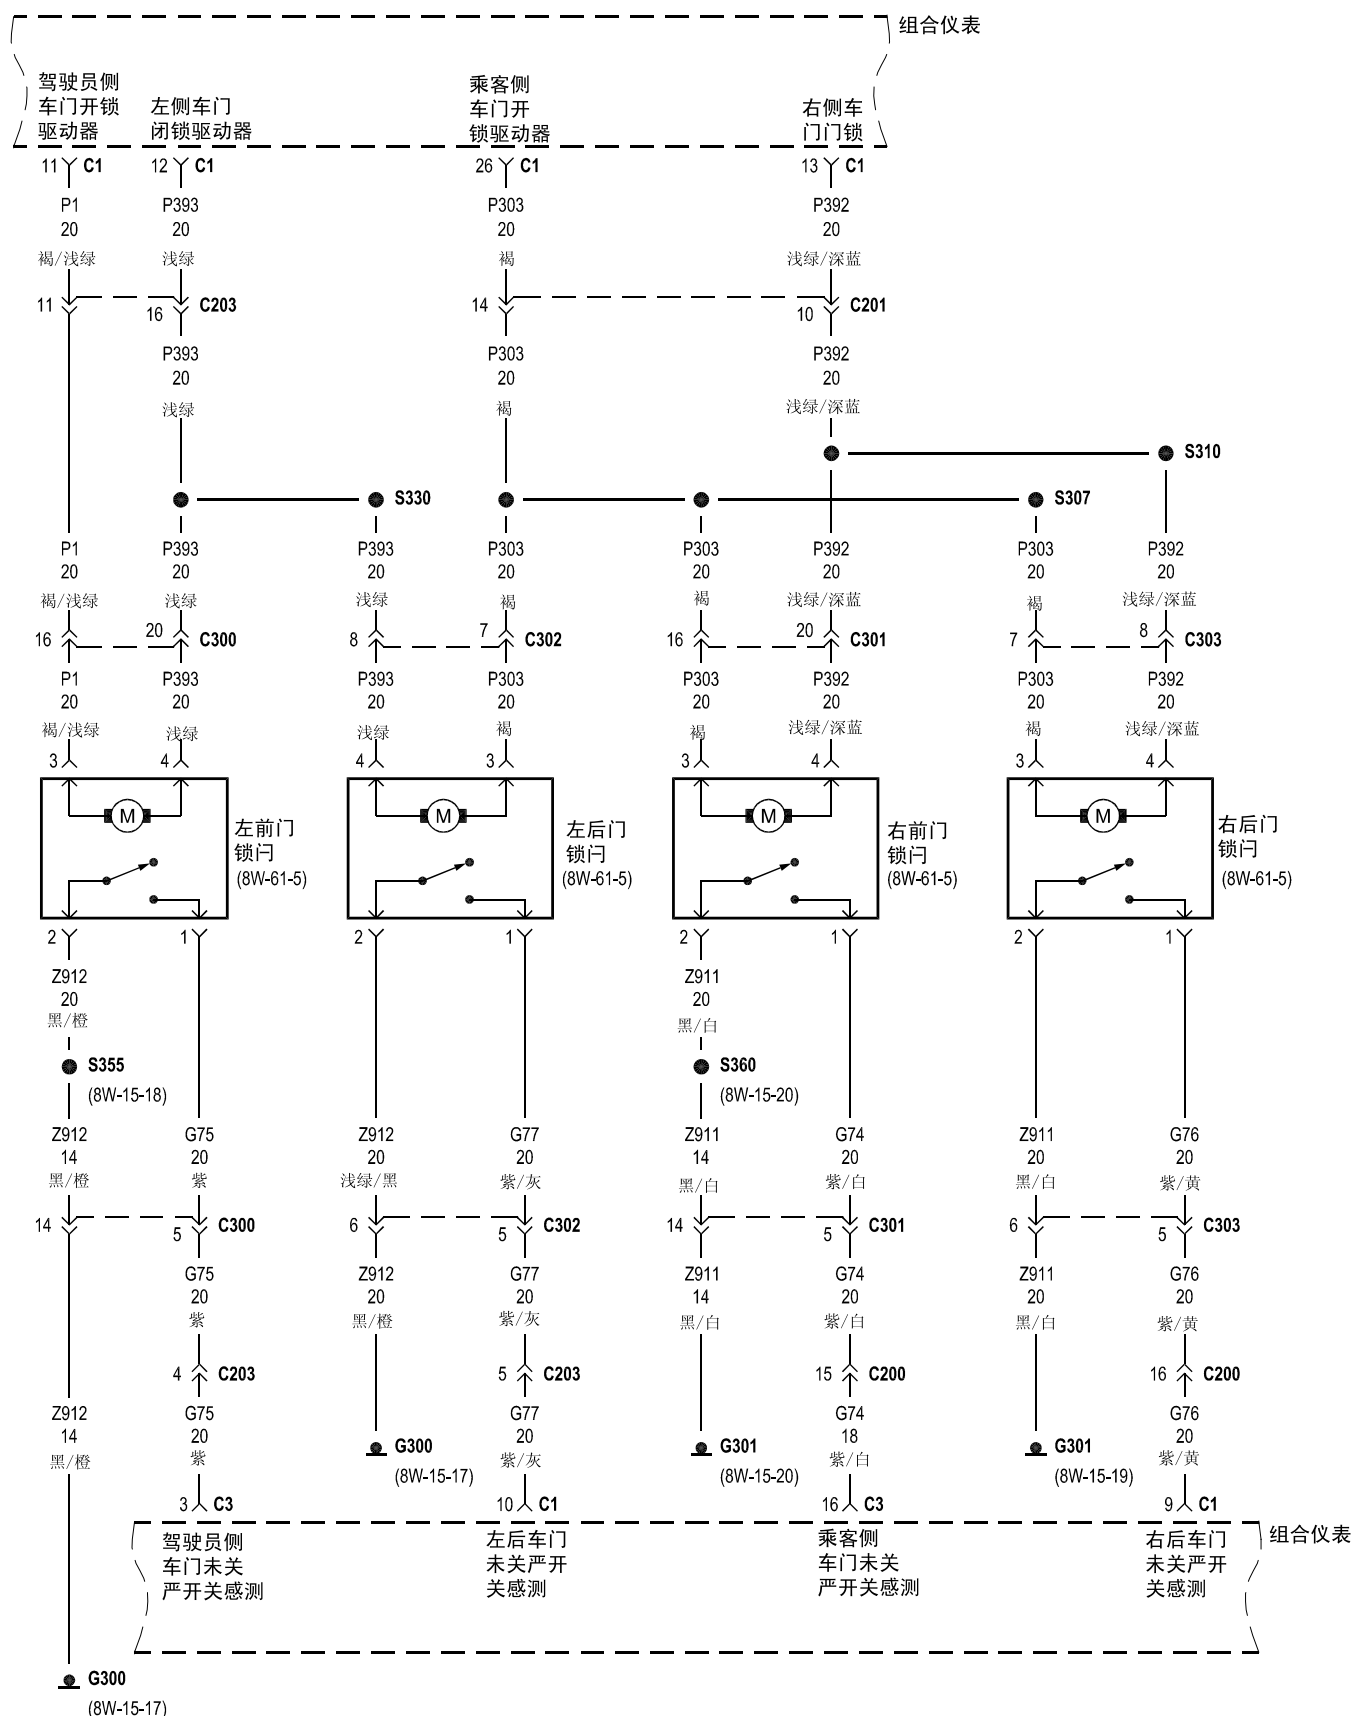 组合仪表
驾驶员侧
车门开锁
驱动器
左侧车门
闭锁驱动器
乘客侧
车门开
锁驱动器
右侧车
门门锁
11 C1 12 C1 26 C1 13 C1
P1 P393 P303 P392
20 20 20 20
褐/浅绿 浅绿 褐 浅绿/深蓝
11 16 C203 14 10 C201
P393 P303 P392
20 20 20
浅绿 褐 浅绿/深蓝
S310
S330 S307
P1 P393 P393 P303 P303 P392 P303 P392
20 20 20 20 20 20 20 20
褐/浅绿 浅绿 浅绿 褐 褐 浅绿/深蓝 褐 浅绿/深蓝
16 20 C300 8 7 C302 16 20 C301 7 8 C303
P1 P393 P393 P303 P303 P392 P303 P392
20 20 20 20 20 20 20 20
褐/浅绿 浅绿 浅绿 褐 褐 浅绿/深蓝 褐 浅绿/深蓝
3 4 4 3 3 4 3 4
M M M M
左前门
锁闩
(8W-61-5)
左后门
锁闩
(8W-61-5)
右前门
锁闩
(8W-61-5)
右后门
锁闩
(8W-61-5)
2 1 2 1 2 1 2 1
Z912 Z911
20 20
黑/橙 黑/白
S355 S360
(8W-15-18) (8W-15-20)
Z912 G75 Z912 G77 Z911 G74 Z911 G76
14 20 20 20 14 20 20 20
黑/橙 紫 浅绿/黑 紫/灰 黑/白 紫/白 黑/白 紫/黄
14 5 C300 6 5 C302 14 5 C301 6 5 C303
G75 Z912 G77 Z911 G74 Z911 G76
20 20 20 14 20 20 20
紫 黑/橙 紫/灰 黑/白 紫/白 黑/白 紫/黄
4 C203 5 C203 15 C200 16 C200
Z912 G75 G77 G74 G76
14 20 20 18 20
黑/橙 紫 紫/灰 紫/白 紫/黄
G300 G301 G301
(8W-15-17) (8W-15-20) (8W-15-19)
3 C3 10 C1 16 C3 9 C1
组合仪表
驾驶员侧
车门未关
严开关感测
左后车门
未关严开
关感测
乘客侧
车门未关
严开关感测
右后车门
未关严开
关感测
G300
(8W-15-17)